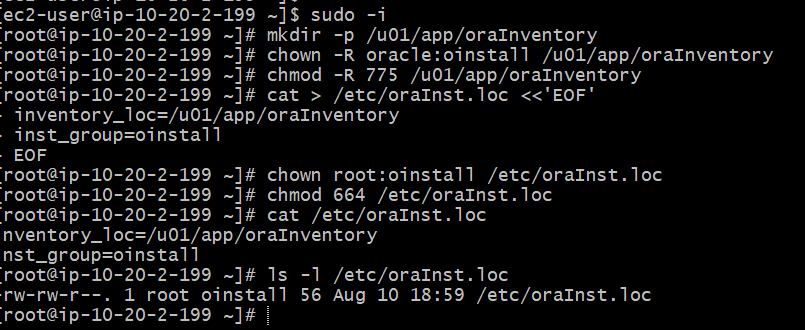 [ec2-user@ip-10-20-2-199 ~]$ sudo -i
[root@ip-10-20-2-199 ~]# mkdir -p /u01/app/oraInventory
[root@ip-10-20-2-199 ~]# chown -R oracle:oinstall /u01/app/oraInventory
[root@ip-10-20-2-199 ~]# chmod -R 775 /u01/app/oraInventory
[root@ip-10-20-2-199 ~]# cat > /etc/oraInst.loc <<'EOF'
> inventory_loc=/u01/app/oraInventory
> inst_group=oinstall
> EOF
[root@ip-10-20-2-199 ~]# chown root:oinstall /etc/oraInst.loc
[root@ip-10-20-2-199 ~]# chmod 664 /etc/oraInst.loc
[root@ip-10-20-2-199 ~]# cat /etc/oraInst.loc
nventory_loc=/u01/app/oraInventory
nst_group=oinstall
[root@ip-10-20-2-199 ~]# ls -l /etc/oraInst.loc
-rw-rw-r--. 1 root oinstall 56 Aug 10 18:59 /etc/oraInst.loc
[root@ip-10-20-2-199 ~]#